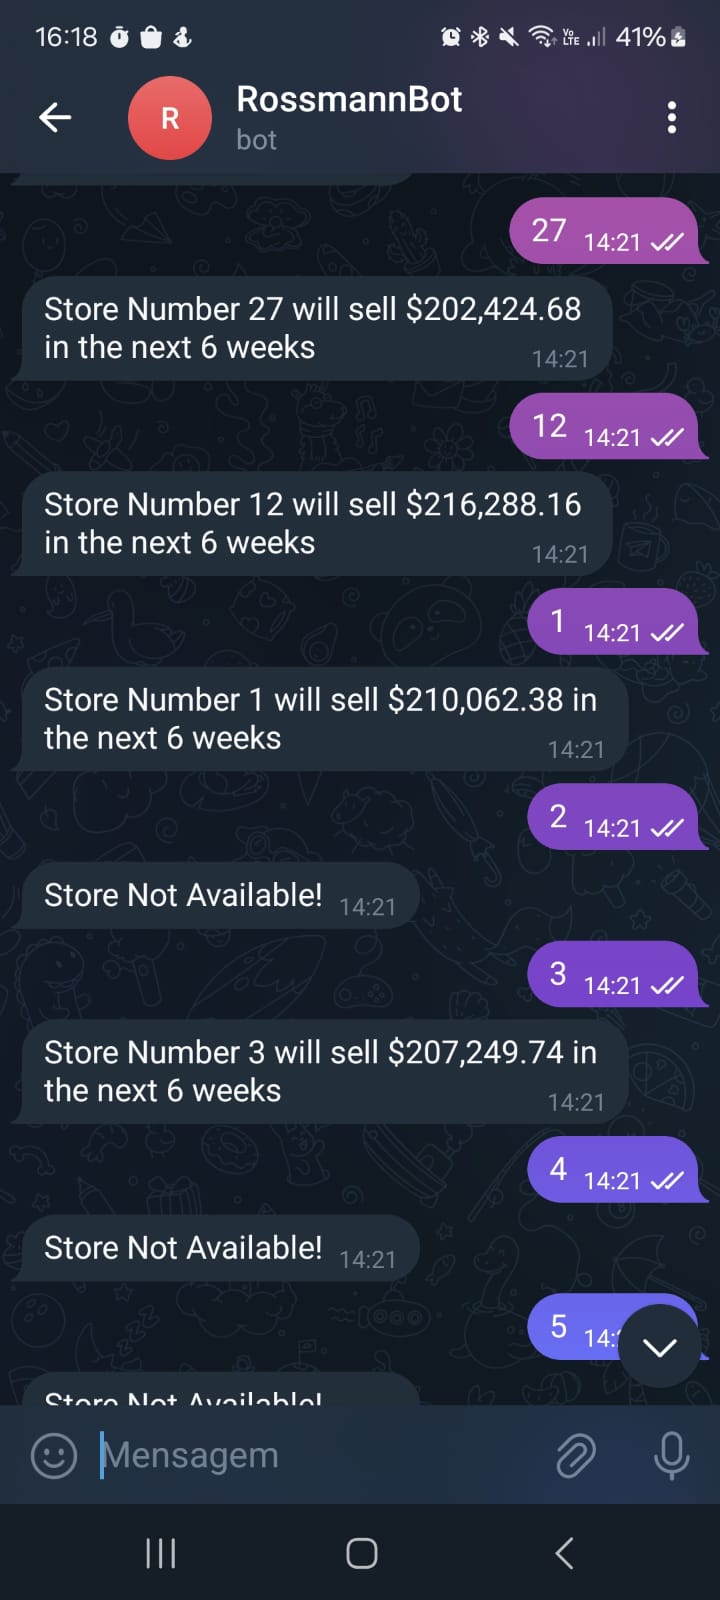 16:18
Vo LTE
41%
R
RossmannBot
bot
27 14:21
Store Number 27 will sell $202,424.68
in the next 6 weeks
14:21
12 14:21
Store Number 12 will sell $216,288.16
in the next 6 weeks
14:21
1 14:21
Store Number 1 will sell $210,062.38 in
the next 6 weeks
14:21
2 14:21
Store Not Available! 14:21
3 14:21
Store Number 3 will sell $207,249.74 in
the next 6 weeks
14:21
4 14:21
Store Not Available! 14:21
5 14:
Store Not Available!
Mensagem